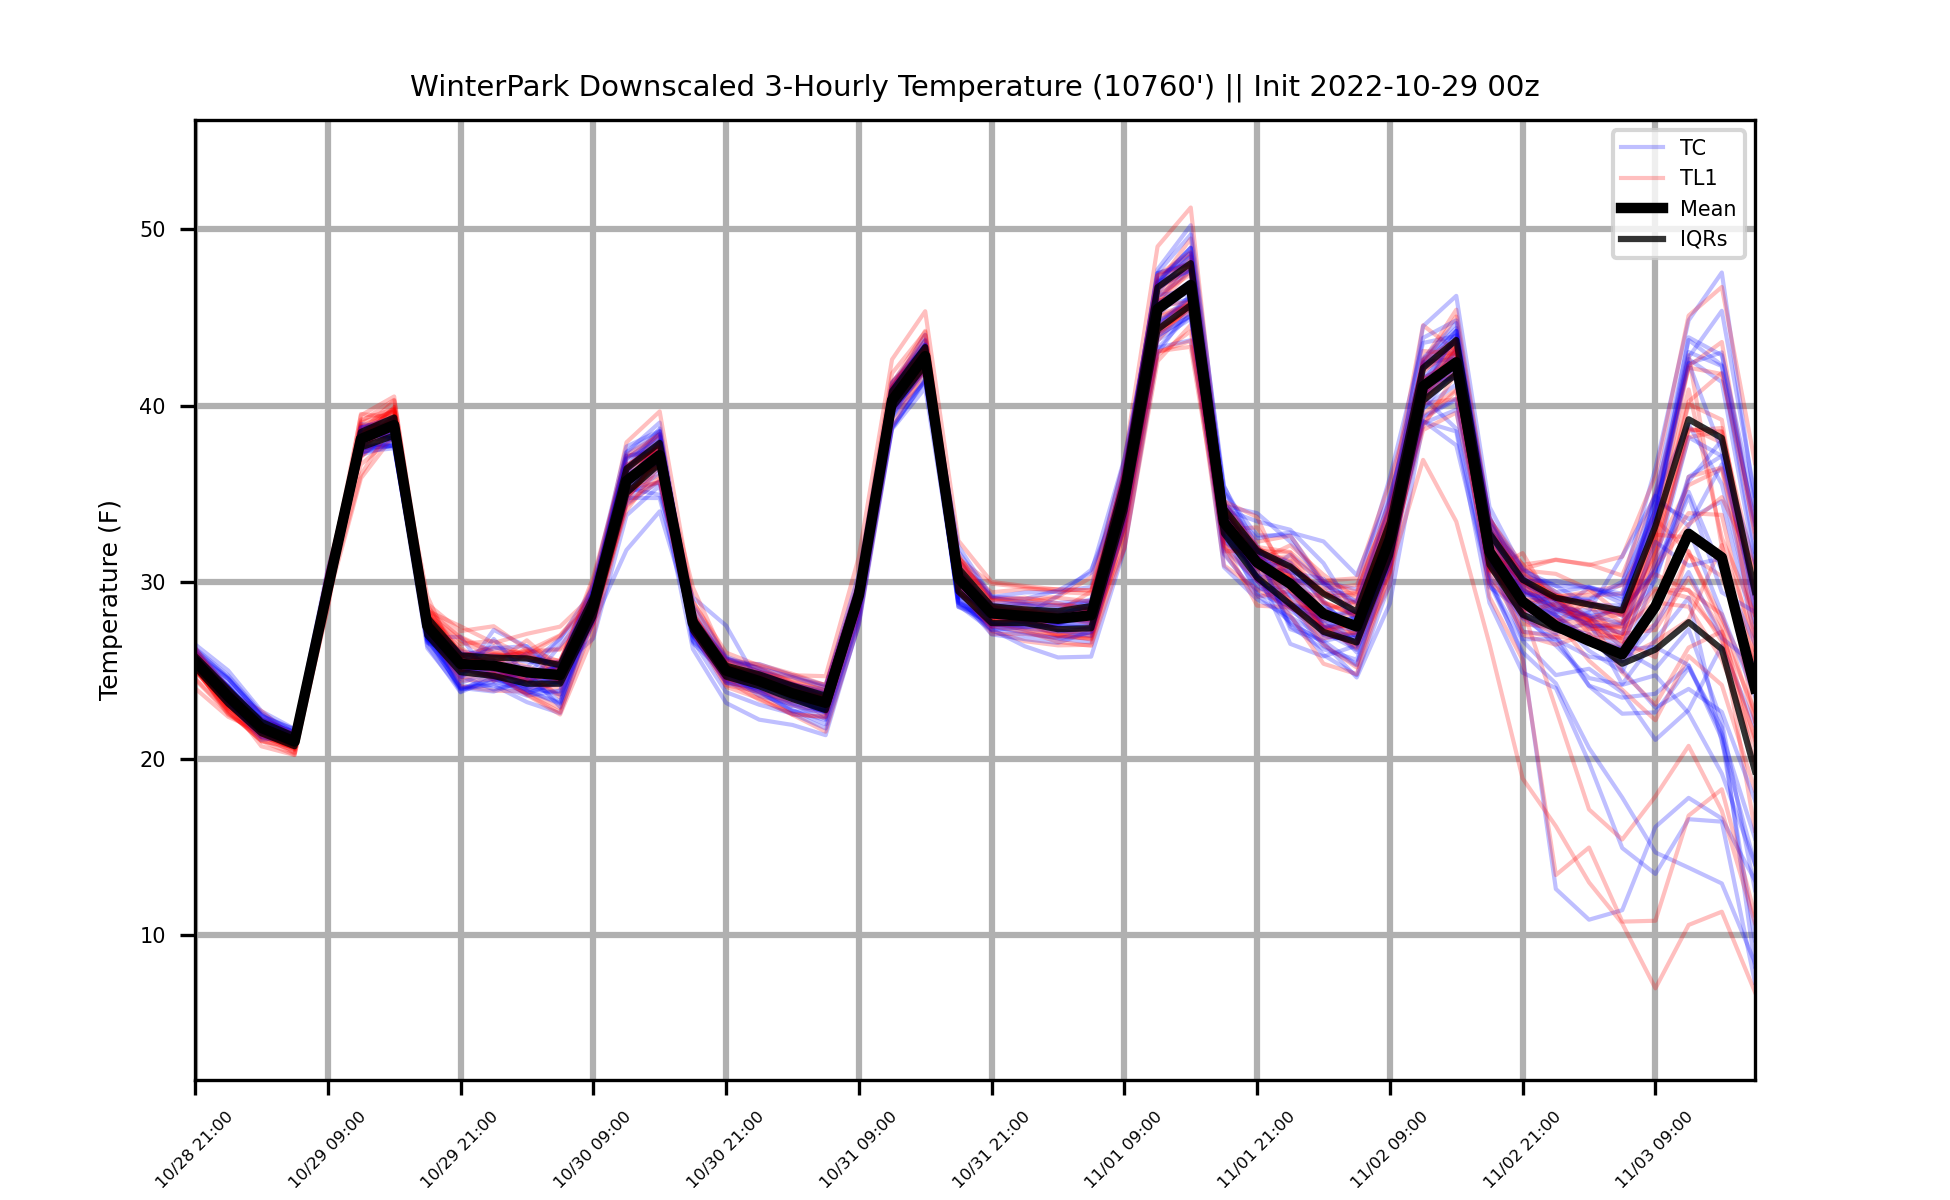 WinterPark Downscaled 3-Hourly Temperature (10760') || Init 2022-10-29 00z
TC
TL1
Mean
IQRs
Temperature (F)
50
40
30
20
10
10/28 21:00
10/29 09:00
10/29 21:00
10/30 09:00
10/30 21:00
10/31 09:00
10/31 21:00
11/01 09:00
11/01 21:00
11/02 09:00
11/02 21:00
11/03 09:00